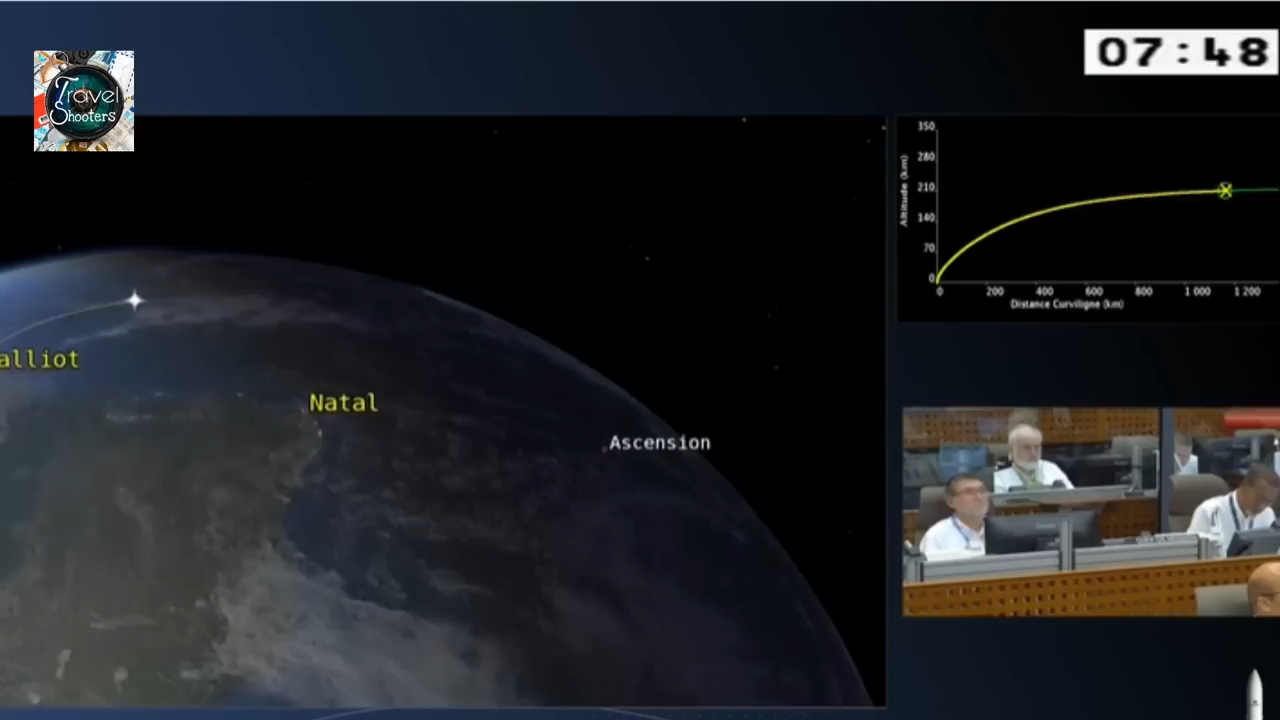 Travel
Shooters
07:48
350
280
210
140
70
0
Altitude (km)
0 200 400 600 800 1 000 1 200
Distance Curviligne (km)
alliot
Natal
Ascension